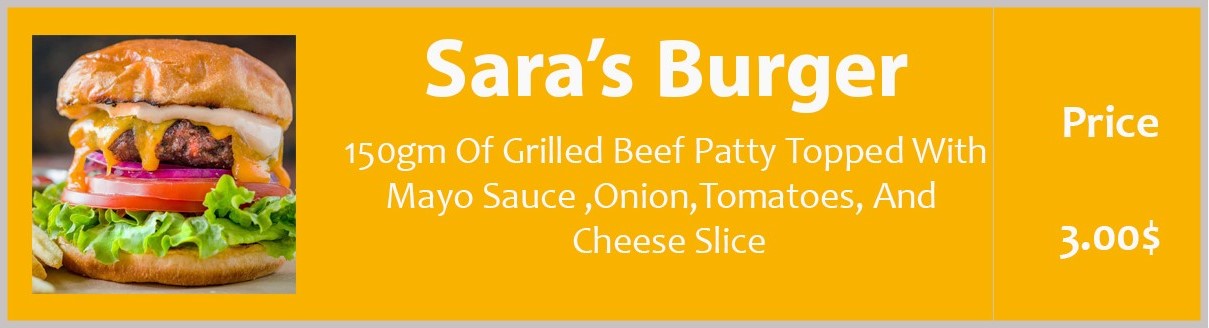 Sara’s Burger
150gm Of Grilled Beef Patty Topped With
Mayo Sauce ,Onion,Tomatoes, And
Cheese Slice
Price
3.00$